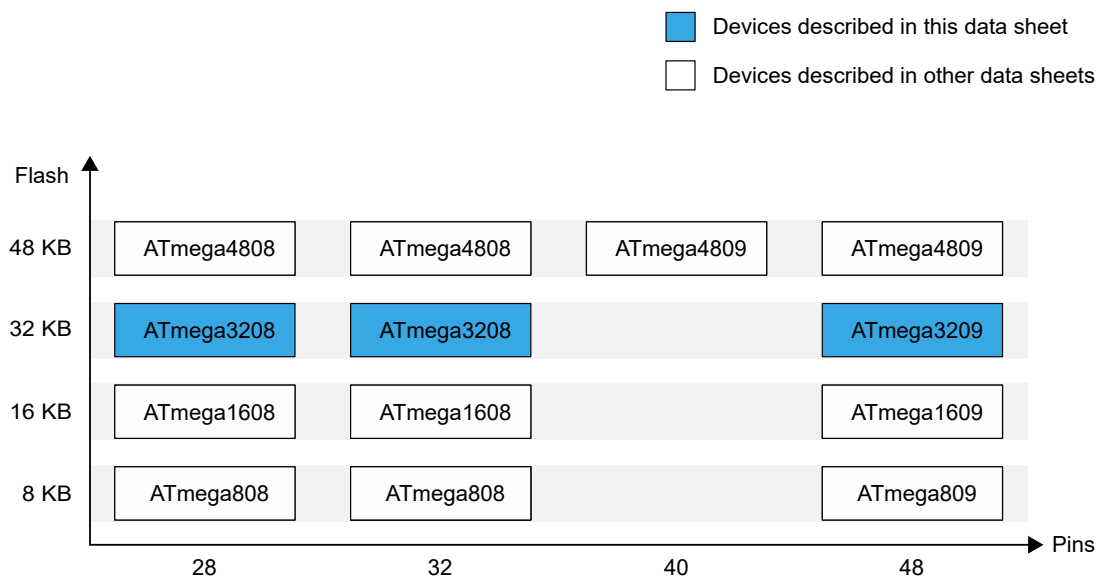 Devices described in this data sheet
Devices described in other data sheets
Flash
48 KB ATmega4808 ATmega4808 ATmega4809 ATmega4809
32 KB ATmega3208 ATmega3208 ATmega3209
16 KB ATmega1608 ATmega1608 ATmega1609
8 KB ATmega808 ATmega808 ATmega809
Pins
28 32 40 48